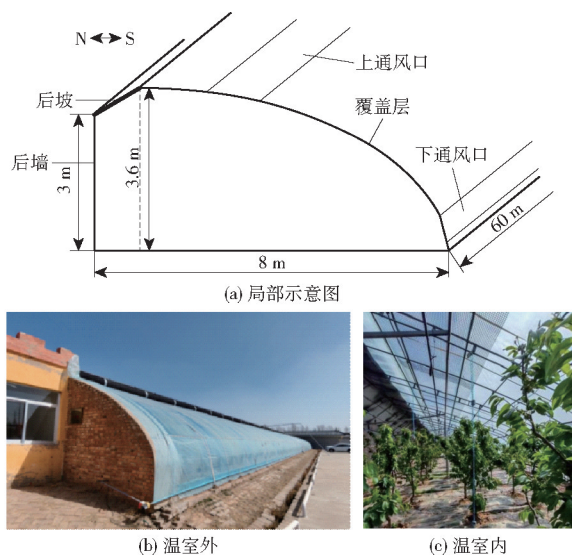 N S
上通风口
后坡
覆盖层
后墙
下通风口
3 m
3.6 m
60 m
8 m
(a) 局部示意图
(b) 温室外
(c) 温室内